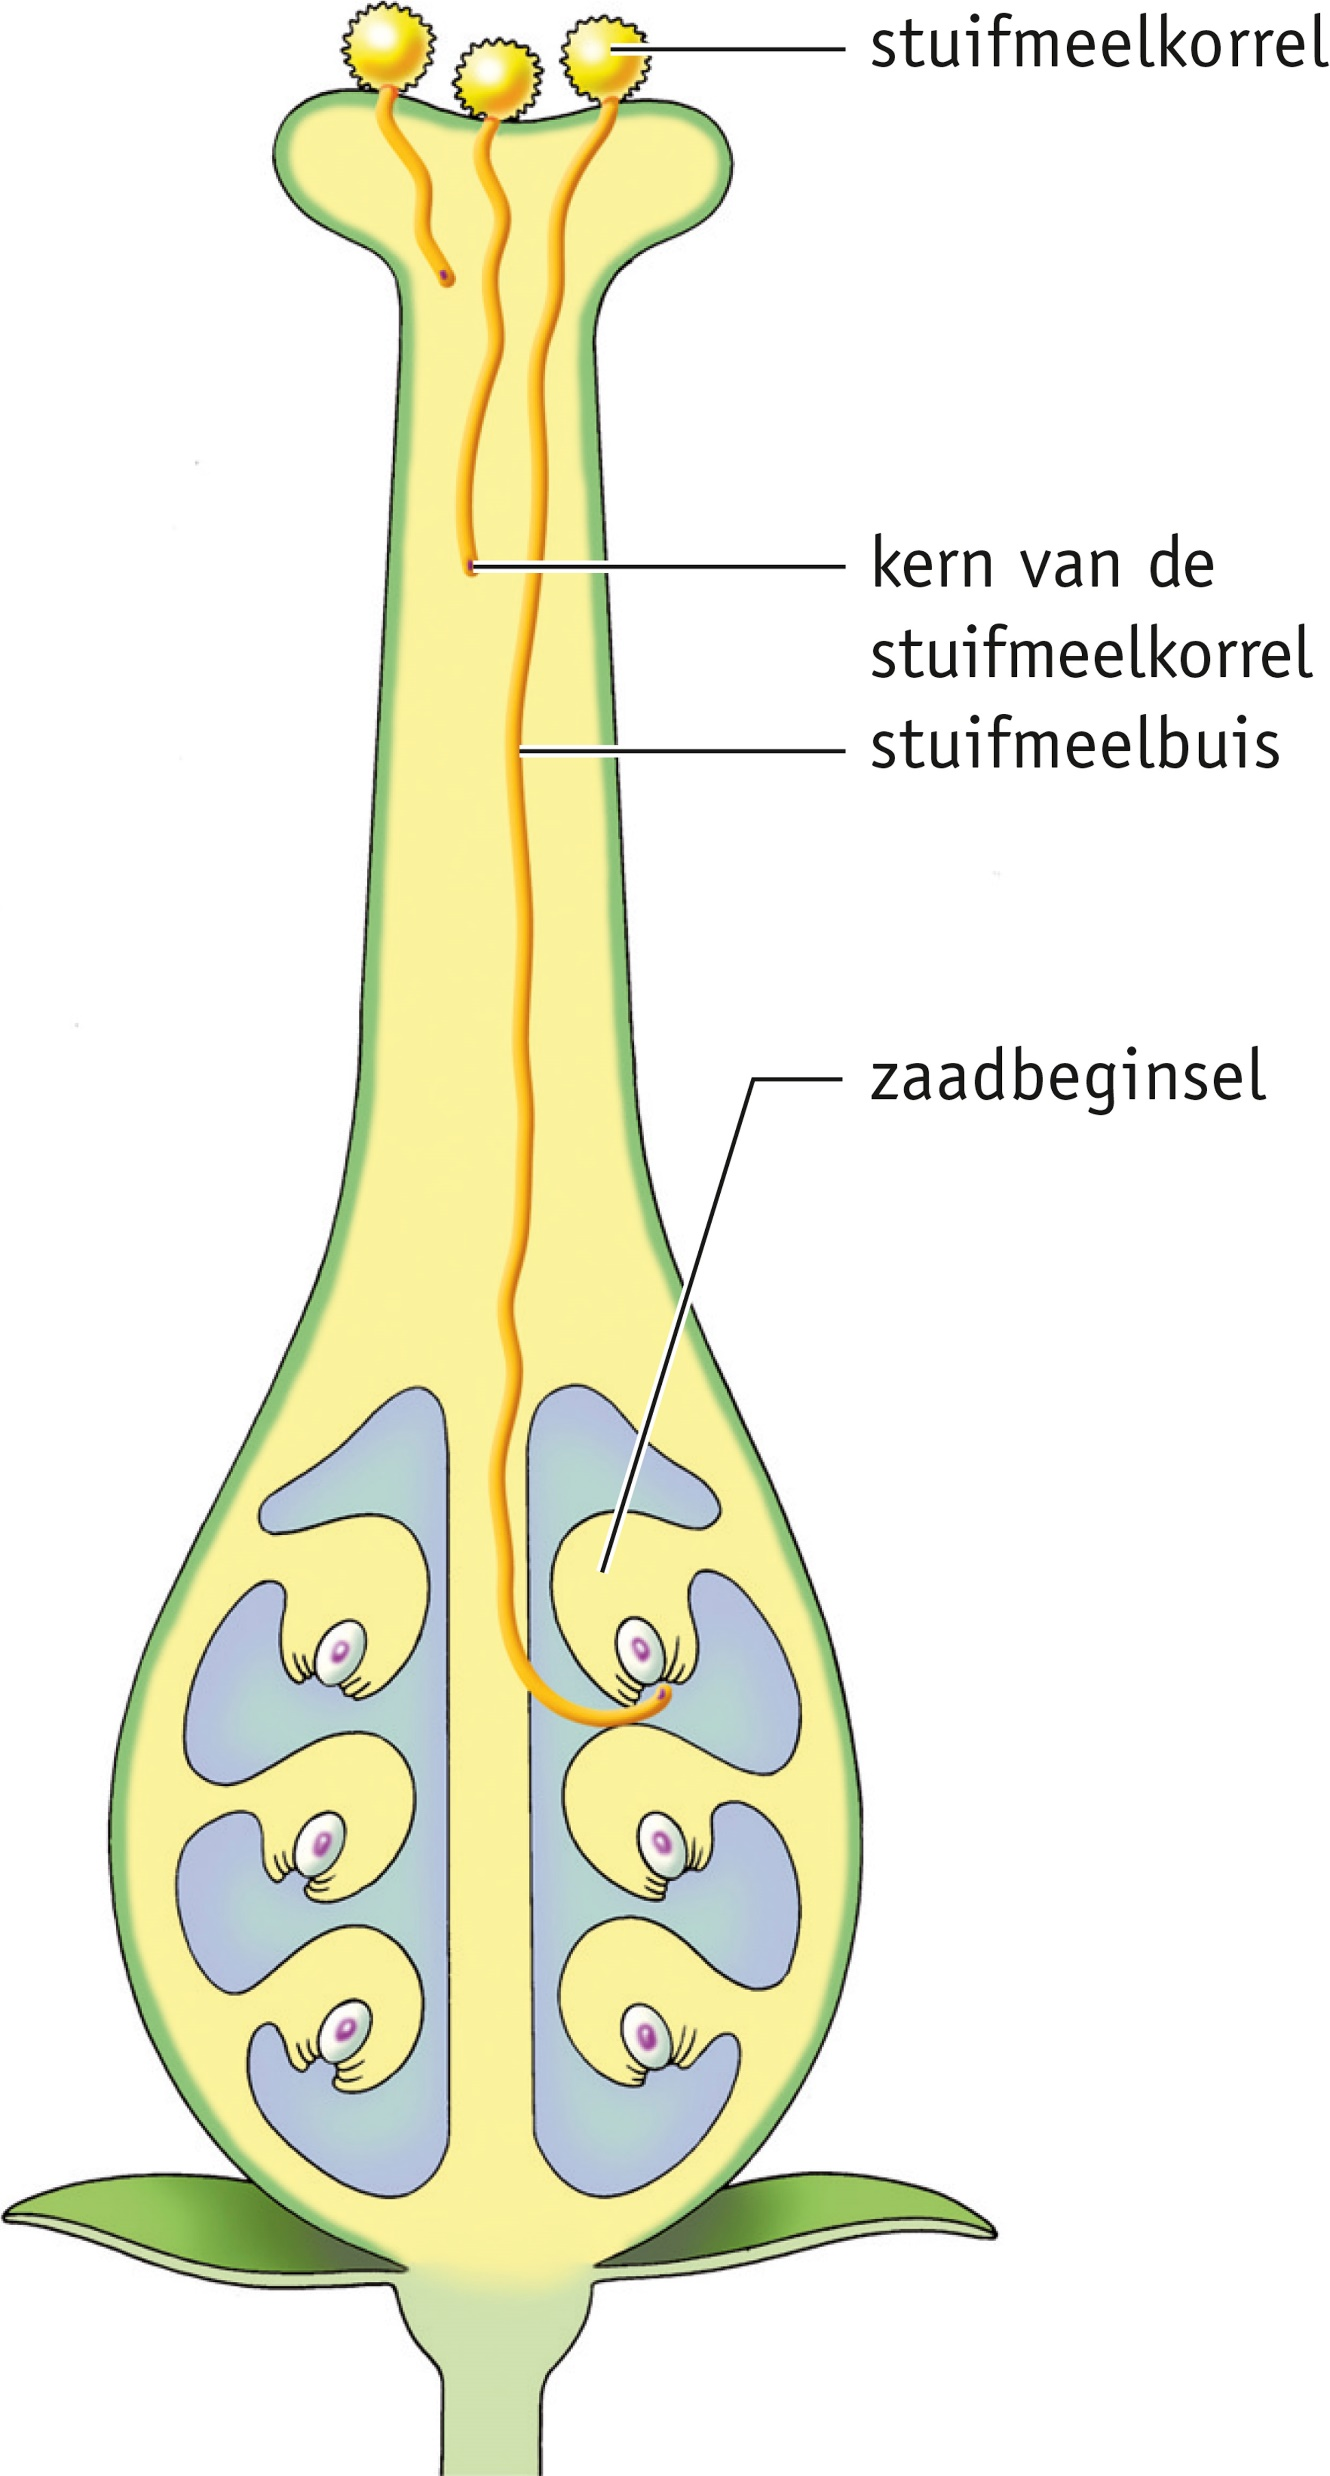 stuifmeelkorrel
kern van de
stuifmeelkorrel
stuifmeelbuis
zaadbeginsel